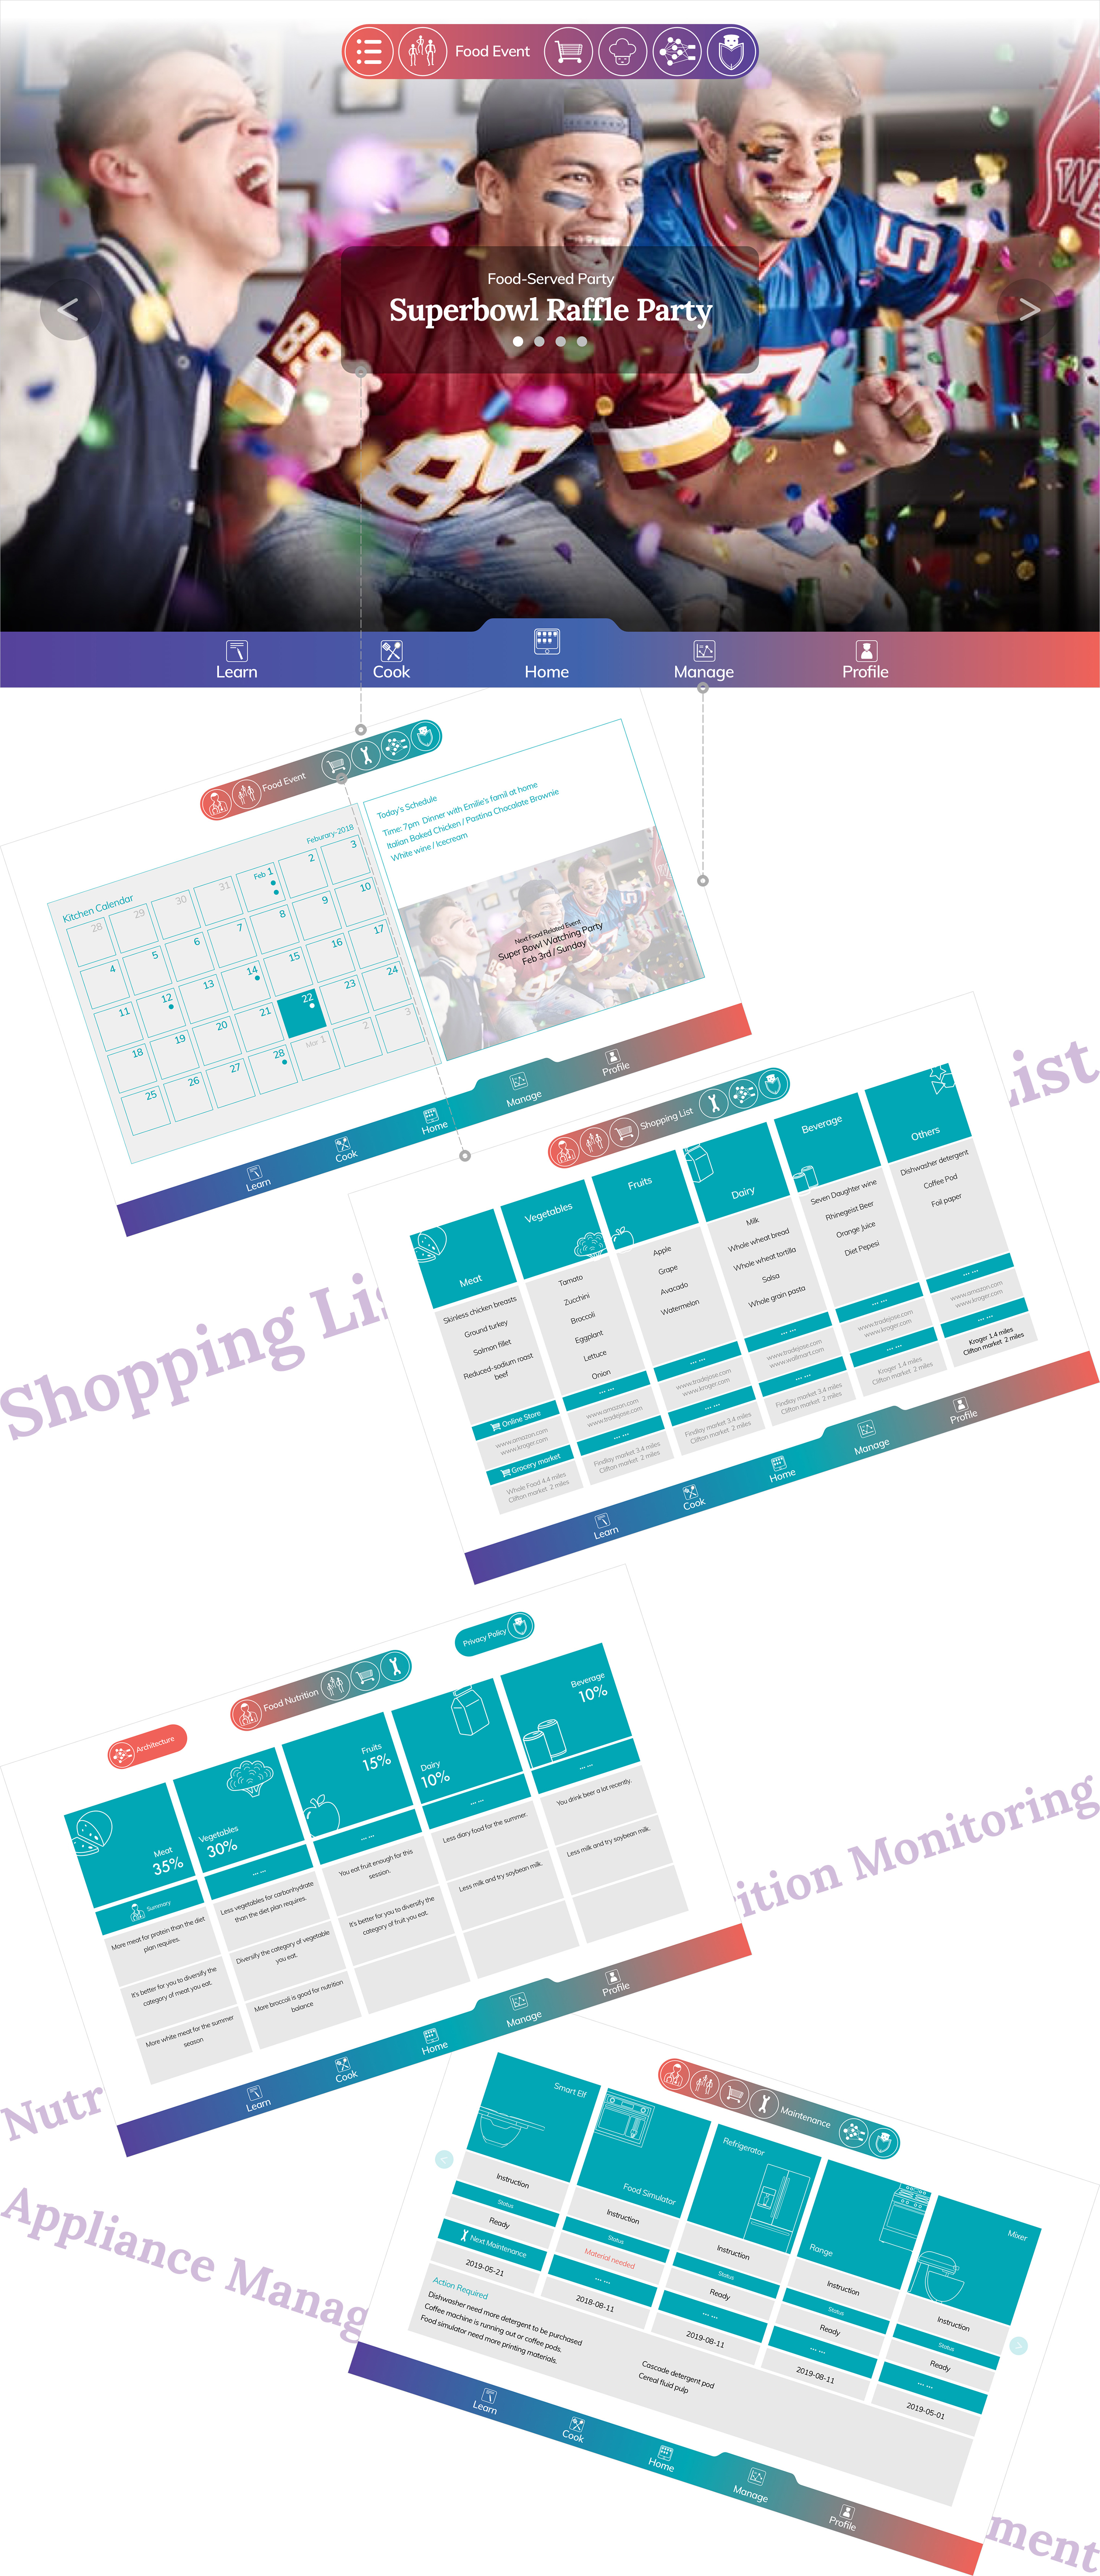 Food Event
WE
5
89
89
Food-Served Party
Superbowl Raffle Party
<
>
Learn
Cook
Home
Manage
Profile
Food Event
Feburary-2018
Kitchen Calendar
28 29 30 31 Feb 1 2 3
4 5 6 7 8 9 10
11 12 13 14 15 16 17
18 19 20 21 22 23 24
25 26 27 28 Mar 1 2 3
Today's Schedule
Time: 7pm Dinner with Emilie's famil at home
Italian Baked Chicken / Pastina Chocolate Brownie
White wine / Icecream
Next Food Related Event
Super Bowl Watching Party
Feb 3rd / Sunday
Learn
Cook
Home
Manage
Profile
Shopping List
Shopping List
Meat
Skinless chicken breasts
Ground turkey
Salmon fillet
Reduced-sodium roast
beef
Online Store
www.amazon.com
www.kroger.com
Grocery market
Whole Food 4.4 miles
Clifton market 2 miles
Vegetables
Tamato
Zucchini
Broccoli
Eggplant
Lettuce
Onion
... ...
www.amazon.com
www.tradejose.com
... ...
Findlay market 3.4 miles
Clifton market 2 miles
Fruits
Apple
Grape
Avacado
Watermelon
... ...
www.tradejose.com
www.kroger.com
... ...
Findlay market 3.4 miles
Clifton market 2 miles
Dairy
Milk
Whole wheat bread
Whole wheat tortilla
Salsa
Whole grain pasta
... ...
www.tradejose.com
www.wallmart.com
... ...
Findlay market 3.4 miles
Clifton market 2 miles
Beverage
Seven Daughter wine
Rhinegeist Beer
Orange Juice
Diet Pepesi
... ...
www.tradejose.com
www.kroger.com
... ...
Kroger 1.4 miles
Clifton market 2 miles
Others
Dishwasher detergent
Coffee Pod
Foil paper
... ...
www.amazon.com
www.kroger.com
... ...
Kroger 1.4 miles
Clifton market 2 miles
Learn
Cook
Home
Manage
Profile
Nutr
ition Monitoring
Architecture
Food Nutrition
Privacy Policy
Meat
35%
Summary
More meat for protein than the diet
plan requires.
It's better for you to diversify the
category of meat you eat.
More white meat for the summer
season
Vegetables
30%
... ...
Less vegetables for carbonhydrate
than the diet plan requires.
Diversify the category of vegetable
you eat.
More broccoli is good for nutrition
balance
Fruits
15%
... ...
You eat fruit enough for this
session.
It's better for you to diversify the
category of fruit you eat.
Dairy
10%
... ...
Less diary food for the summer.
Less milk and try soybean milk.
Beverage
10%
... ...
You drink beer a lot recently.
Less milk and try soybean milk.
Learn
Cook
Home
Manage
Profile
Appliance Manag
ment
Maintenance
<
>
Smart Elf
Instruction
Status
Ready
Next Maintenance
2019-05-21
Food Simulator
Instruction
Status
Material needed
... ...
2018-08-11
Refrigerator
Instruction
Status
Ready
... ...
2019-08-11
Range
Instruction
Status
Ready
... ...
2019-08-11
Mixer
Instruction
Status
Ready
... ...
2019-05-01
Action Required
Dishwasher need more detergent to be purchased
Coffee machine is running out or coffee pods.
Food simulator need more printing materials.
Cascade detergent pod
Cereal fluid pulp
Learn
Cook
Home
Manage
Profile